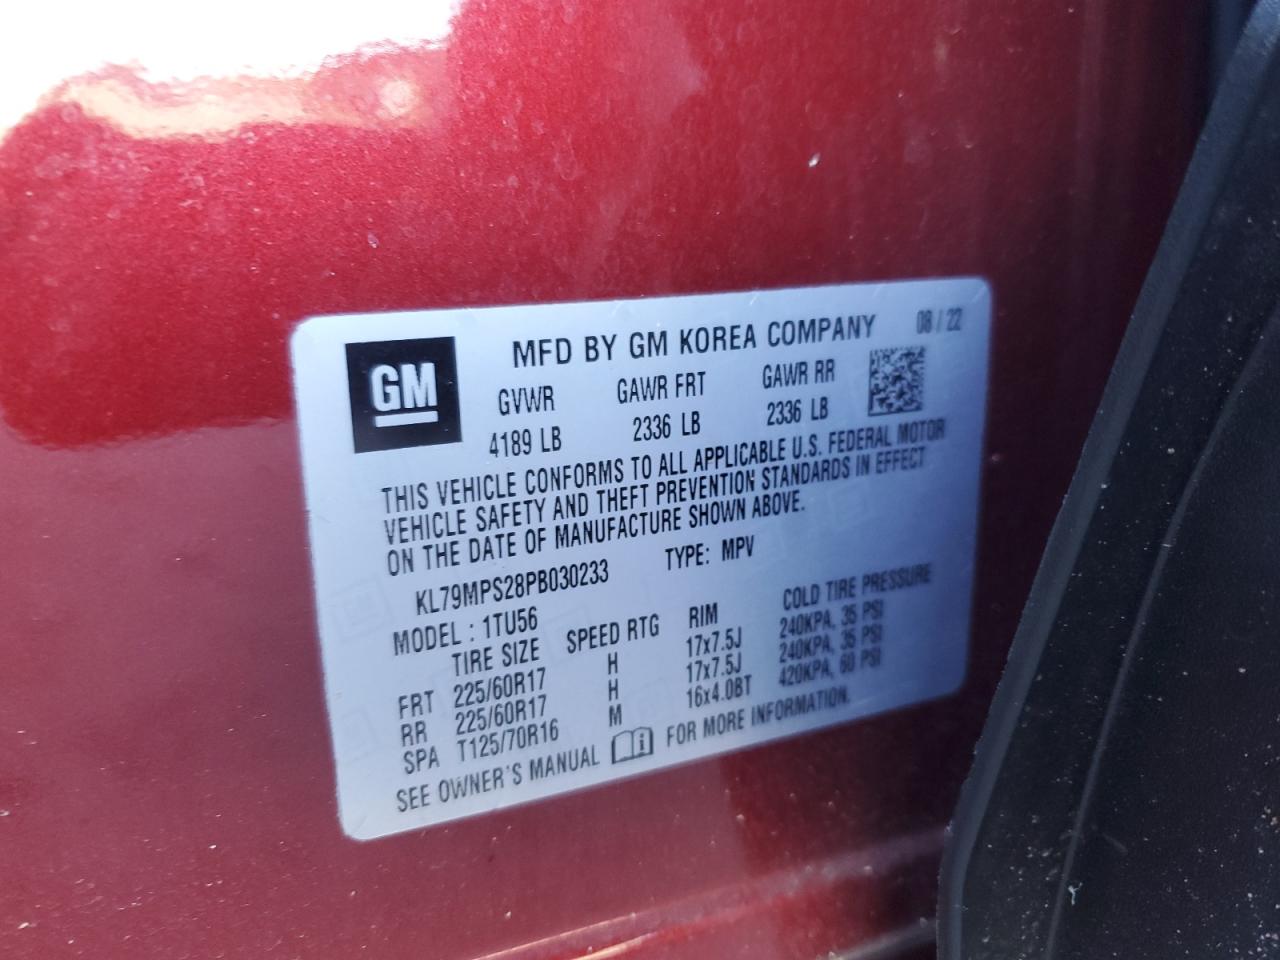 GM
MFD BY GM KOREA COMPANY 08 / 22
GVWR GAWR FRT GAWR RR
4189 LB 2336 LB 2336 LB
THIS VEHICLE CONFORMS TO ALL APPLICABLE U.S. FEDERAL MOTOR
VEHICLE SAFETY AND THEFT PREVENTION STANDARDS IN EFFECT
ON THE DATE OF MANUFACTURE SHOWN ABOVE.
KL79MPS28PB030233 TYPE: MPV
MODEL : 1TU56
TIRE SIZE SPEED RTG RIM COLD TIRE PRESSURE
FRT 225/60R17 H 17x7.5J 240KPA, 35 PSI
RR 225/60R17 H 17x7.5J 240KPA, 35 PSI
SPA T125/70R16 M 16x4.0BT 420KPA, 60 PSI
SEE OWNER'S MANUAL FOR MORE INFORMATION.